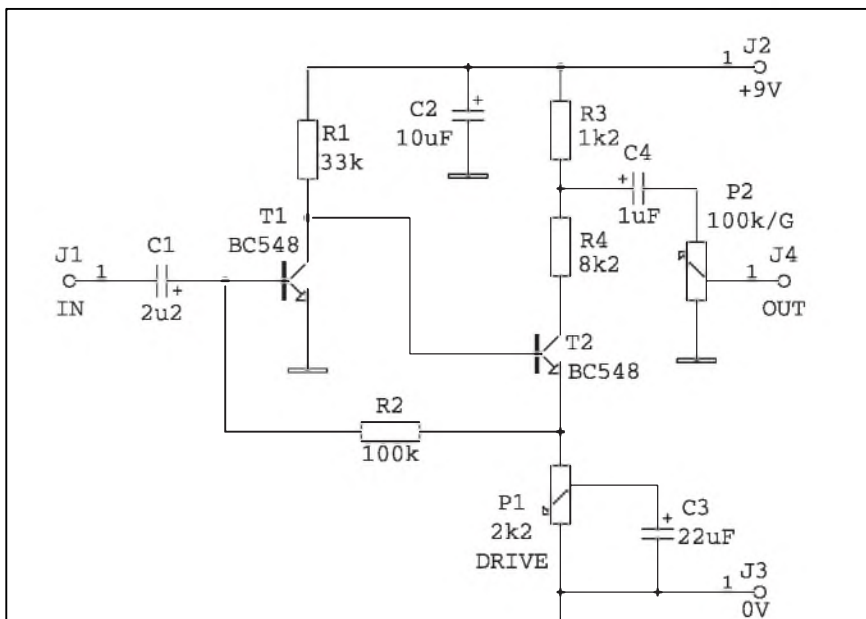 J2
1
+9V
C2
+
10uF
R1
33k
R3
1k2
C4
+
1uF
P2
100k/G
T1
BC548
R4
8k2
J1
1
IN
C1
+
2u2
J4
1
OUT
T2
BC548
R2
100k
P1
2k2
DRIVE
C3
+
22uF
J3
1
0V